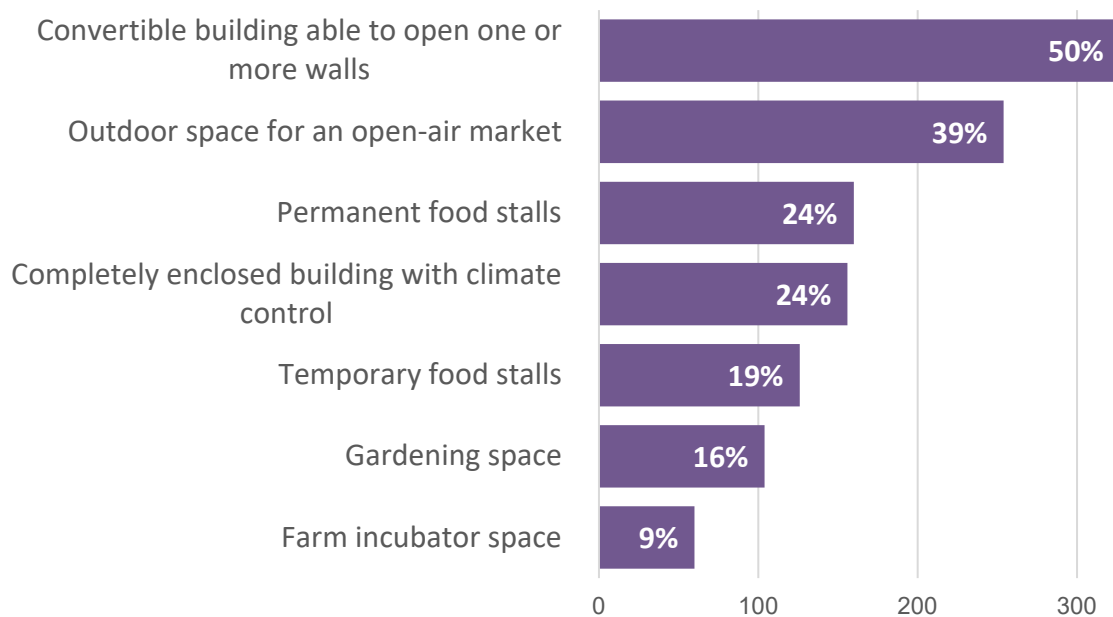 Convertible building able to open one or
more walls
50%
Outdoor space for an open-air market
39%
Permanent food stalls
24%
Completely enclosed building with climate
control
24%
Temporary food stalls
19%
Gardening space
16%
Farm incubator space
9%
0 100 200 300